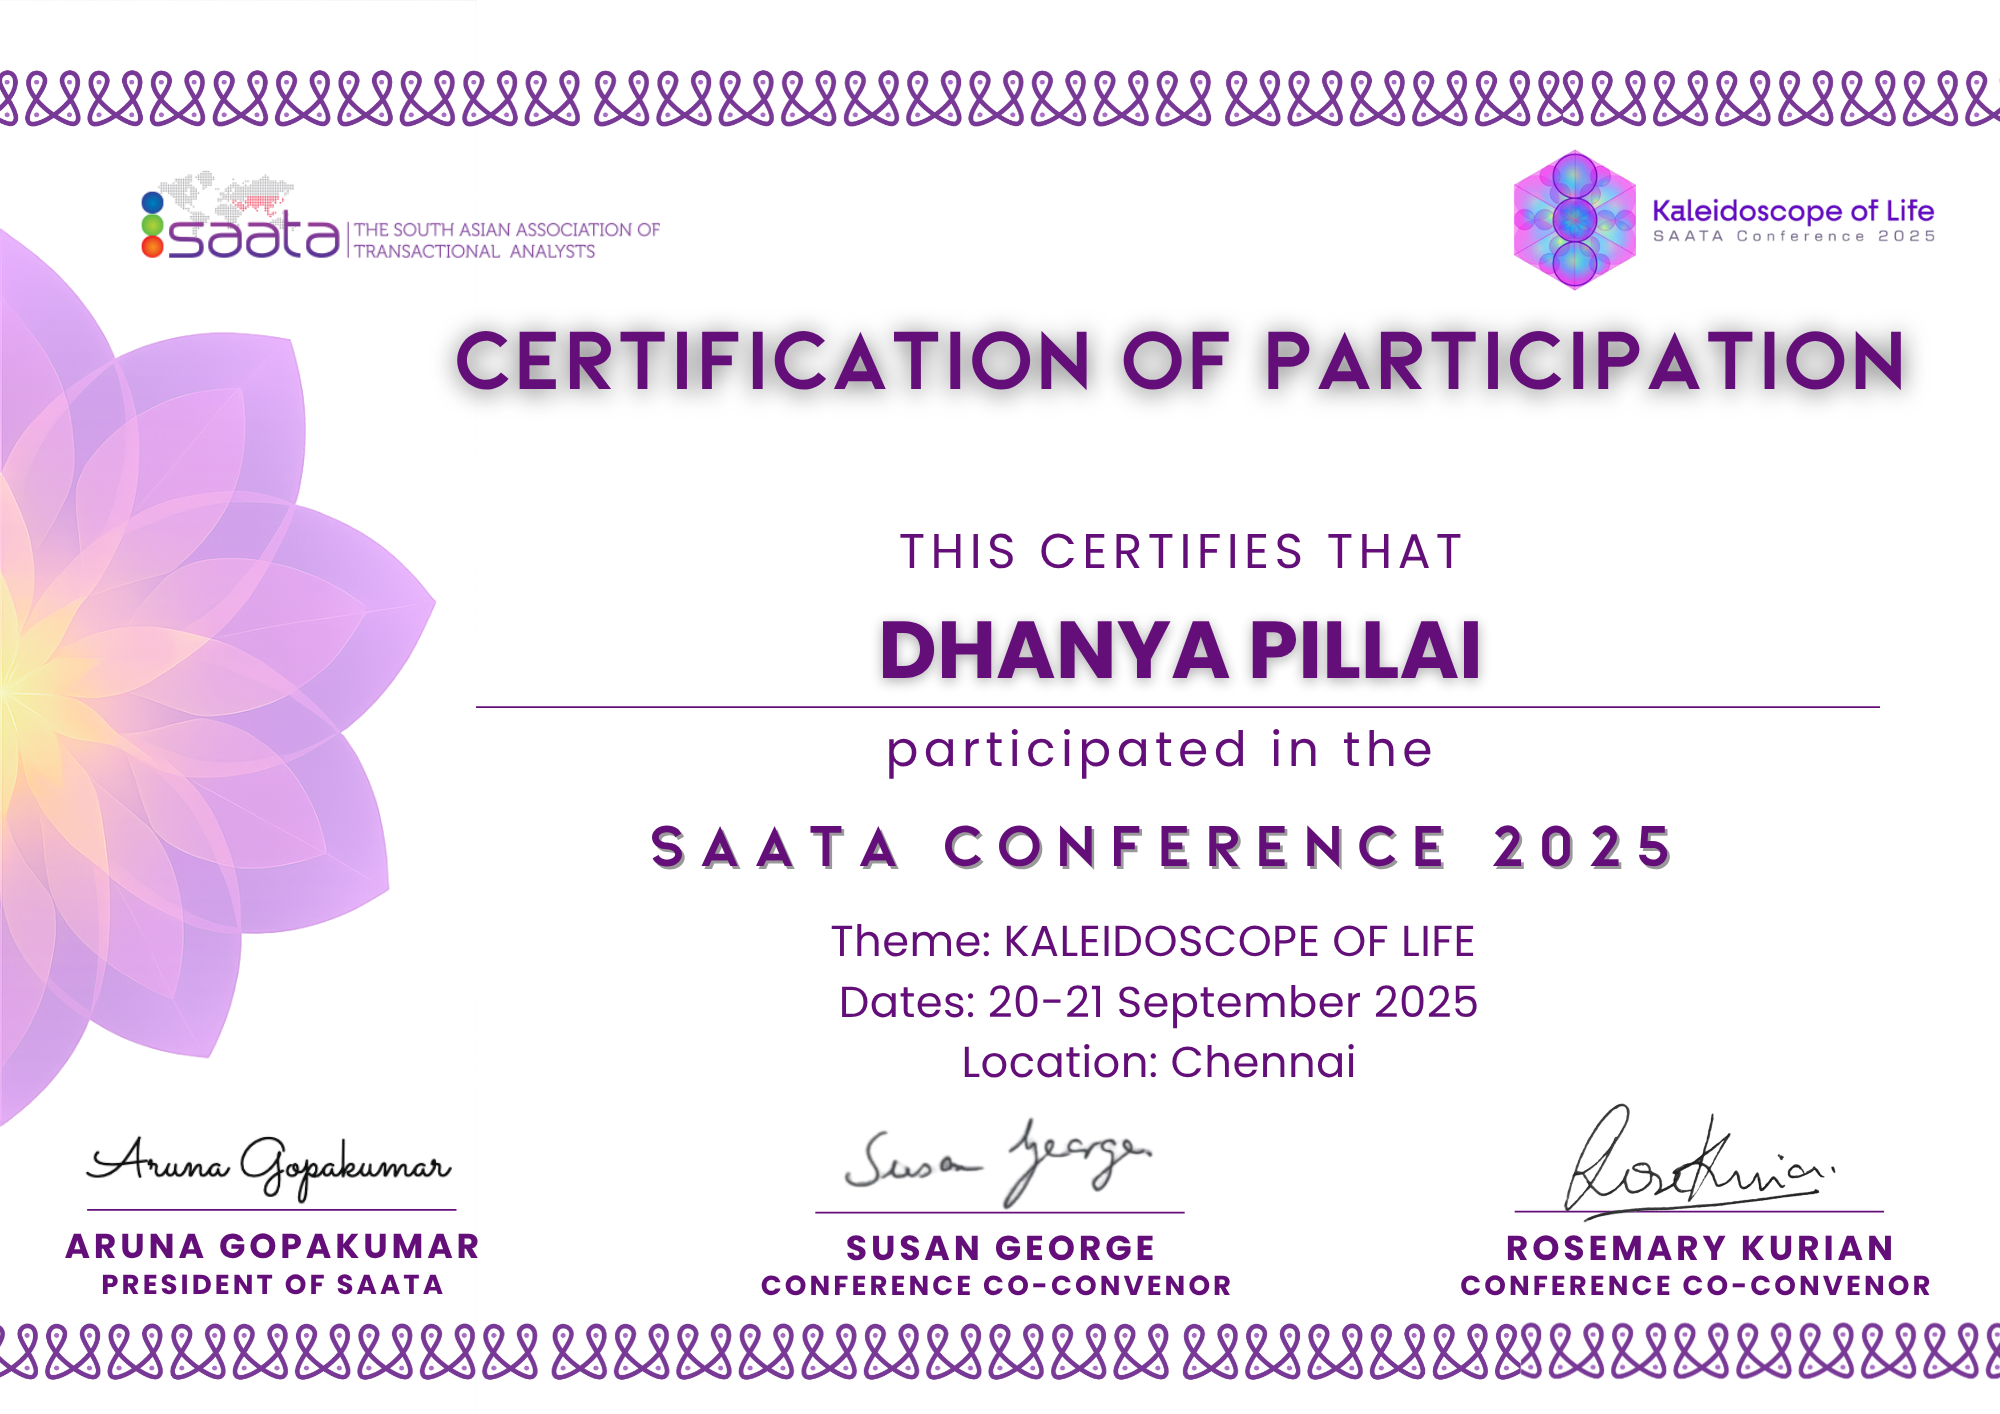 saata
THE SOUTH ASIAN ASSOCIATION OF
TRANSACTIONAL ANALYSTS
Kaleidoscope of Life
SAATA Conference 2025
CERTIFICATION OF PARTICIPATION
THIS CERTIFIES THAT
DHANYA PILLAI
participated in the
SAATA CONFERENCE 2025
Theme: KALEIDOSCOPE OF LIFE
Dates: 20-21 September 2025
Location: Chennai
Aruna Gopakumar
Susan George
RoseKurian
ARUNA GOPAKUMAR
PRESIDENT OF SAATA
SUSAN GEORGE
CONFERENCE CO-CONVENOR
ROSEMARY KURIAN
CONFERENCE CO-CONVENOR